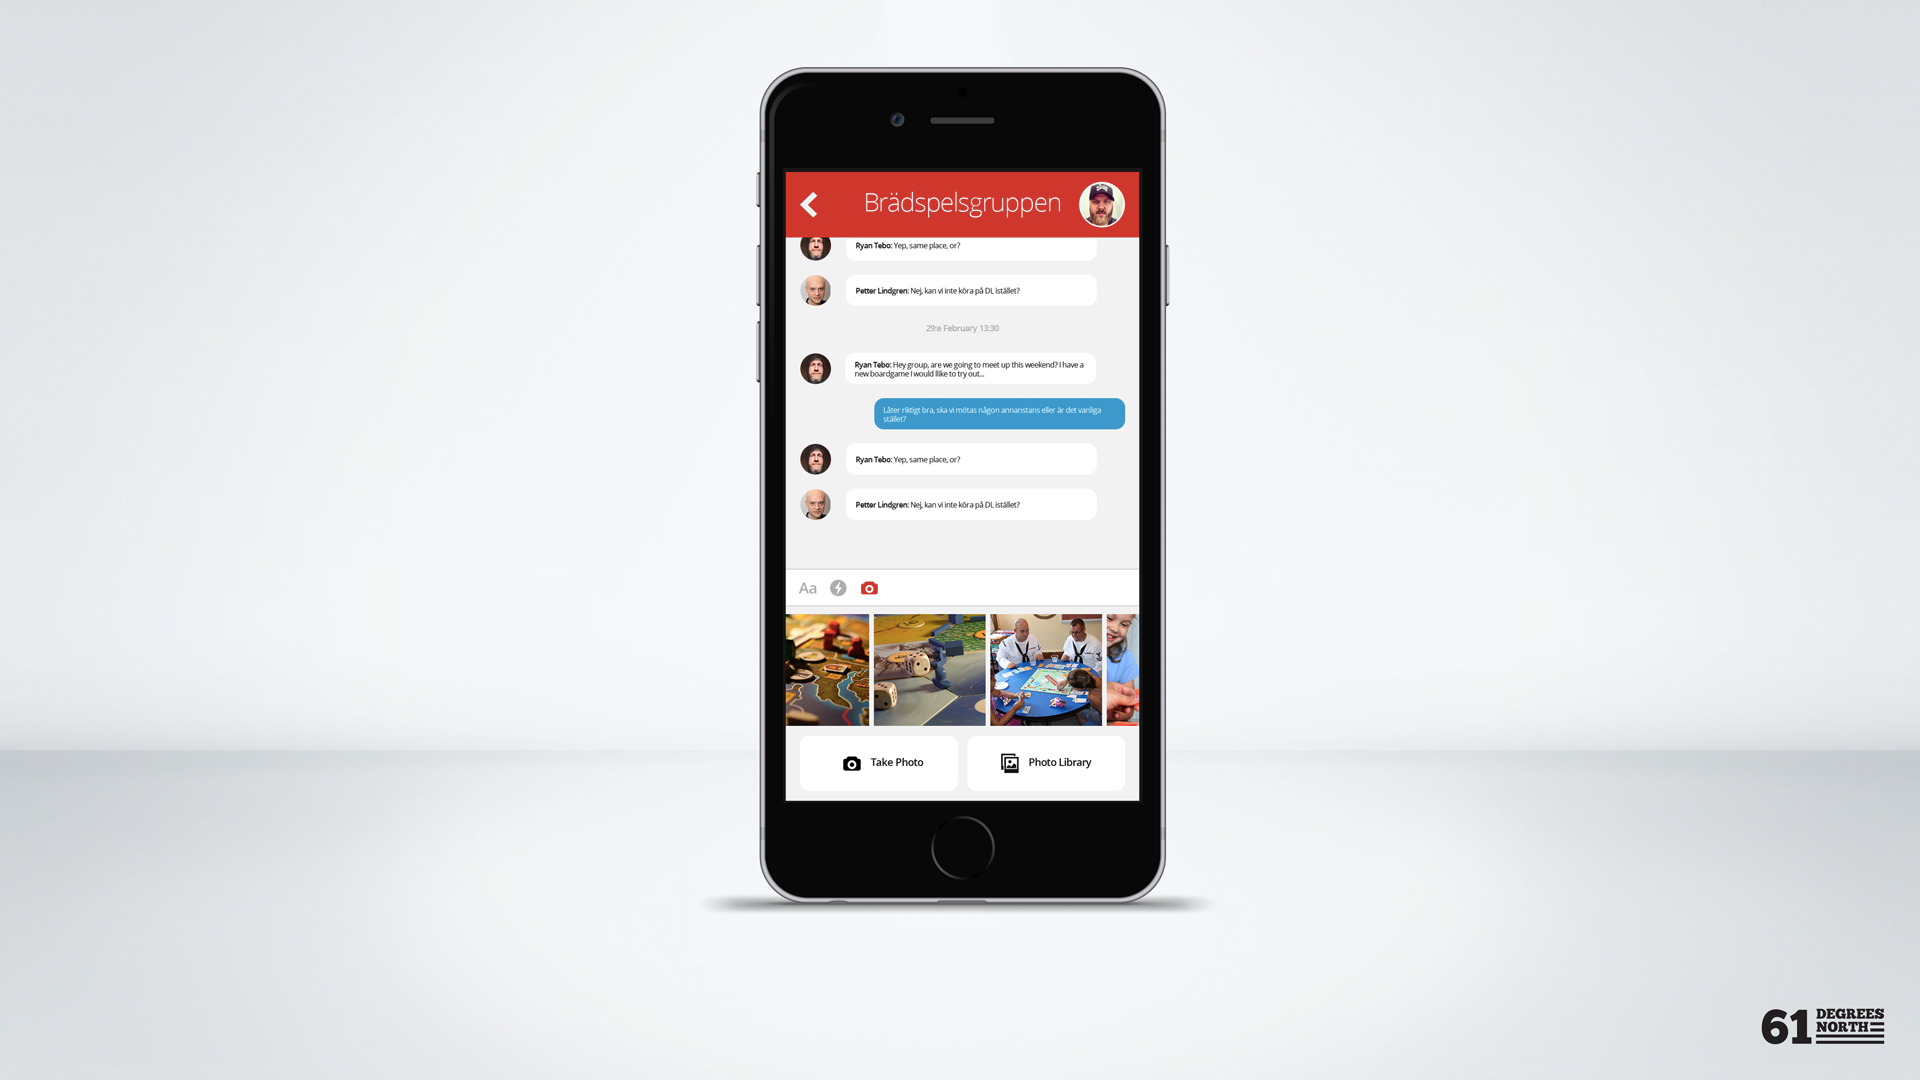 Brädspelsgruppen
Ryan Tebo: Yep, same place, or?
Petter Lindgren: Nej, kan vi inte köra på DL istället?
29:e February 13:30
Ryan Tebo: Hey group, are we going to meet up this weekend? I have a
new boardgame I would llike to try out...
Låter riktigt bra, ska vi mötas någon annanstans eller är det vanliga
stället?
Ryan Tebo: Yep, same place, or?
Petter Lindgren: Nej, kan vi inte köra på DL istället?
Aa
Take Photo
Photo Library
61 DEGREES
NORTH